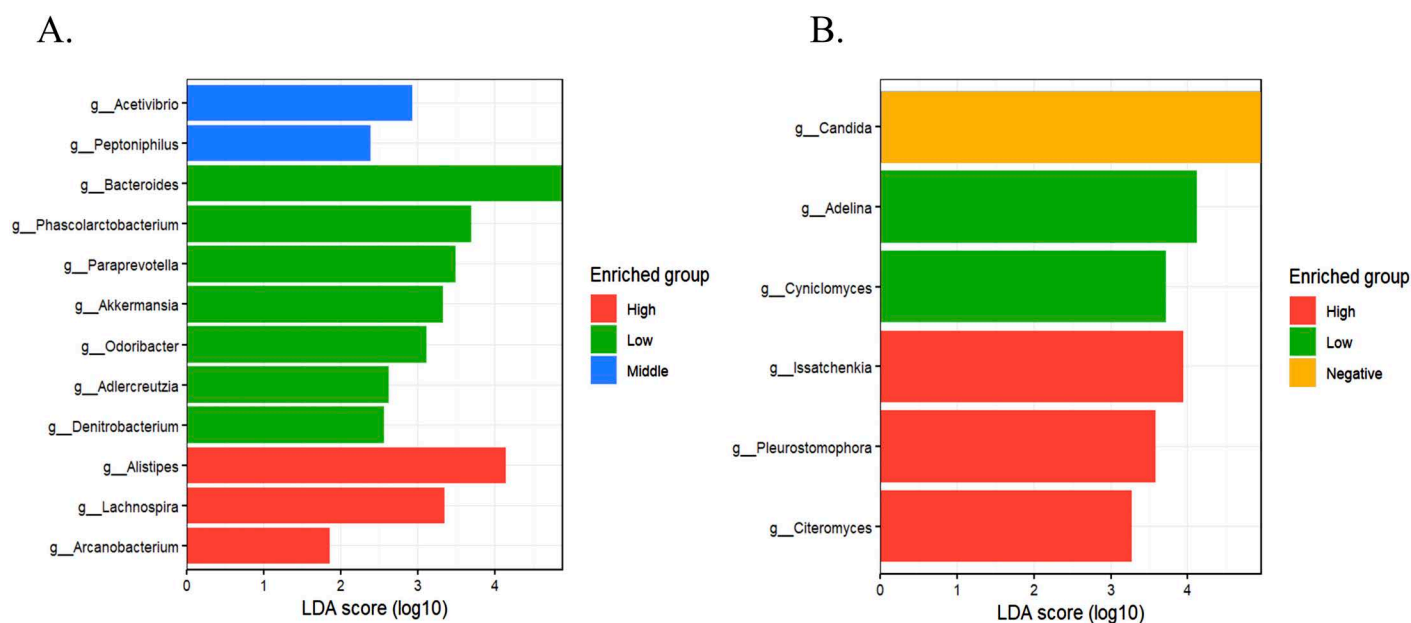 A.
g__Acetivibrio
g__Peptoniphilus
g__Bacteroides
g__Phascolarctobacterium
g__Paraprevotella
g__Akkermansia
g__Odoribacter
g__Adlercreutzia
g__Denitrobacterium
g__Alistipes
g__Lachnospira
g__Arcanobacterium
0 1 2 3 4
LDA score (log10)
Enriched group
High
Low
Middle
B.
g__Candida
g__Adelina
g__Cyniclomyces
g__Issatchenkia
g__Pleurostomophora
g__Citeromyces
0 1 2 3 4
LDA score (log10)
Enriched group
High
Low
Negative